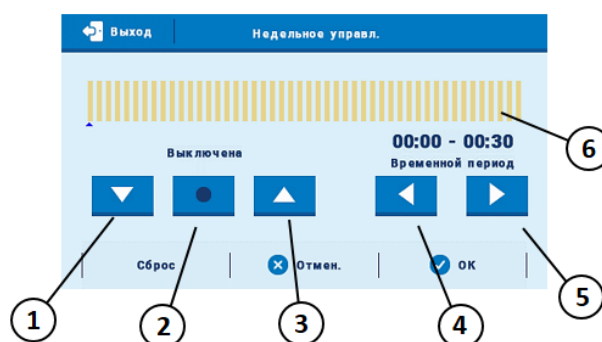 Выход
Недельное управл.
6
00:00 - 00:30
Выключена
Временной период
Сброс
Отмен.
OK
1
2
3
4
5